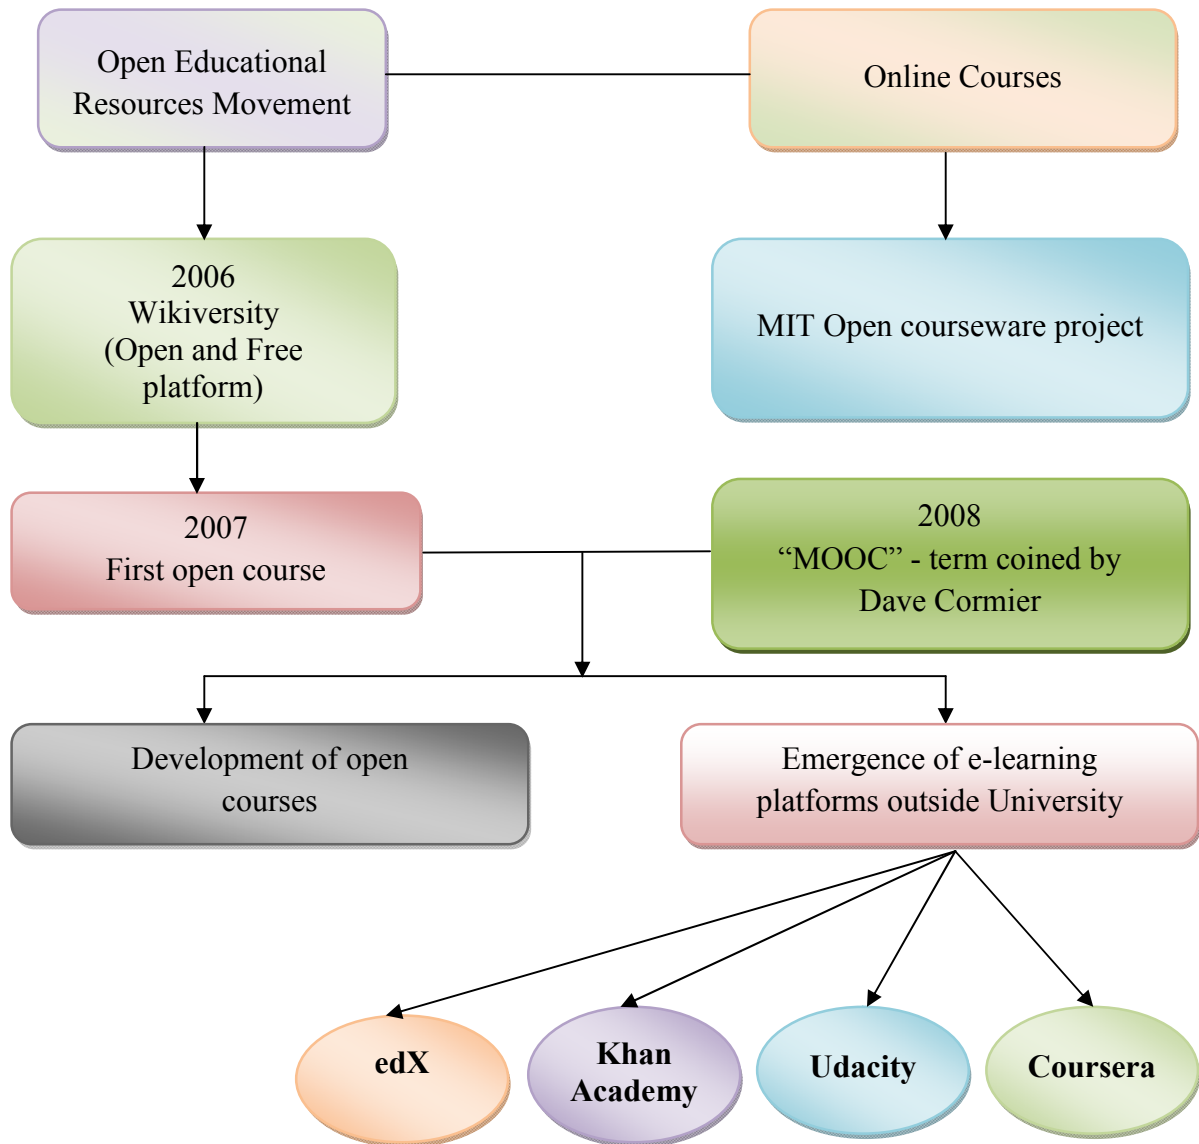 Open Educational
Resources Movement
Online Courses
2006
Wikiversity
(Open and Free
platform)
MIT Open courseware project
2007
First open course
2008
“MOOC” - term coined by
Dave Cormier
Development of open
courses
Emergence of e-learning
platforms outside University
edX
Khan
Academy
Udacity
Coursera